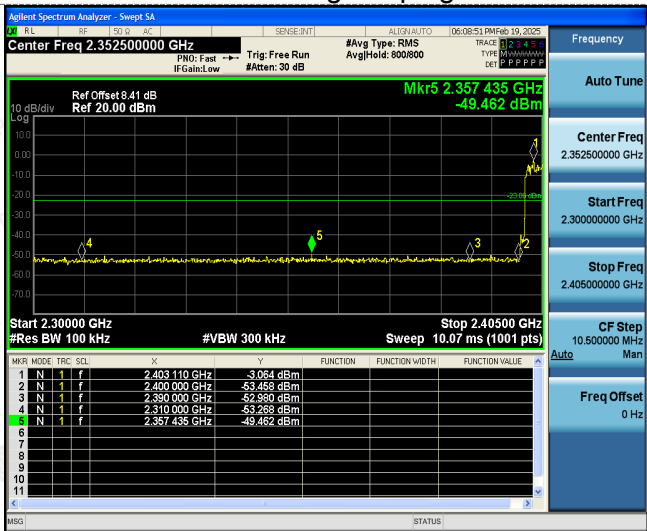 Agilent Spectrum Analyzer - Swept SA
RL RF 50 Ω AC SENSE:INT ALIGN AUTO 06:08:51 PM Feb 19, 2025
Center Freq 2.352500000 GHz
PNO: Fast
IFGain:Low
Trig: Free Run
#Atten: 30 dB
#Avg Type: RMS
Avg|Hold: 800/800
TRACE 1 2 3 4 5 6
TYPE M
DET P P P P P P
Frequency
Auto Tune
Center Freq
2.352500000 GHz
Start Freq
2.300000000 GHz
Stop Freq
2.405000000 GHz
CF Step
10.500000 MHz
Auto Man
Freq Offset
0 Hz
Mkr5 2.357 435 GHz
-49.462 dBm
Ref Offset 8.41 dB
10 dB/div Ref 20.00 dBm
Log
10.0
0.00
-10.0
-20.0
-30.0
-40.0
-50.0
-60.0
-70.0
-23.06 dBm
1
5
4
3
2
Start 2.30000 GHz Stop 2.40500 GHz
#Res BW 100 kHz #VBW 300 kHz Sweep 10.07 ms (1001 pts)
MKR MODE TRC SCL X Y FUNCTION FUNCTION WIDTH FUNCTION VALUE
1 N 1 f 2.403 110 GHz -3.064 dBm
2 N 1 f 2.400 000 GHz -53.458 dBm
3 N 1 f 2.390 000 GHz -52.980 dBm
4 N 1 f 2.310 000 GHz -53.268 dBm
5 N 1 f 2.357 435 GHz -49.462 dBm
6
7
8
9
10
11
MSG STATUS